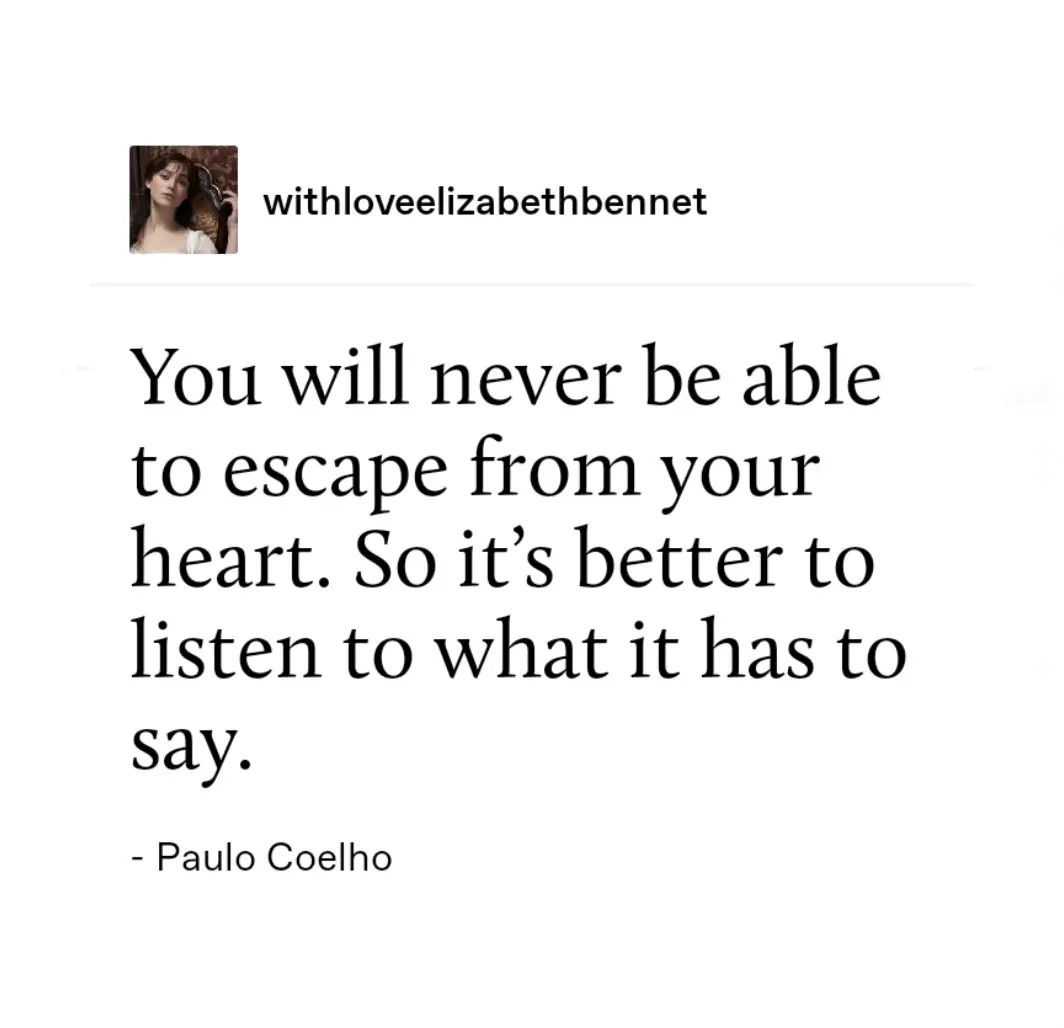 withloveelizabethbennet
You will never be able
to escape from your
heart. So it’s better to
listen to what it has to
say.
- Paulo Coelho